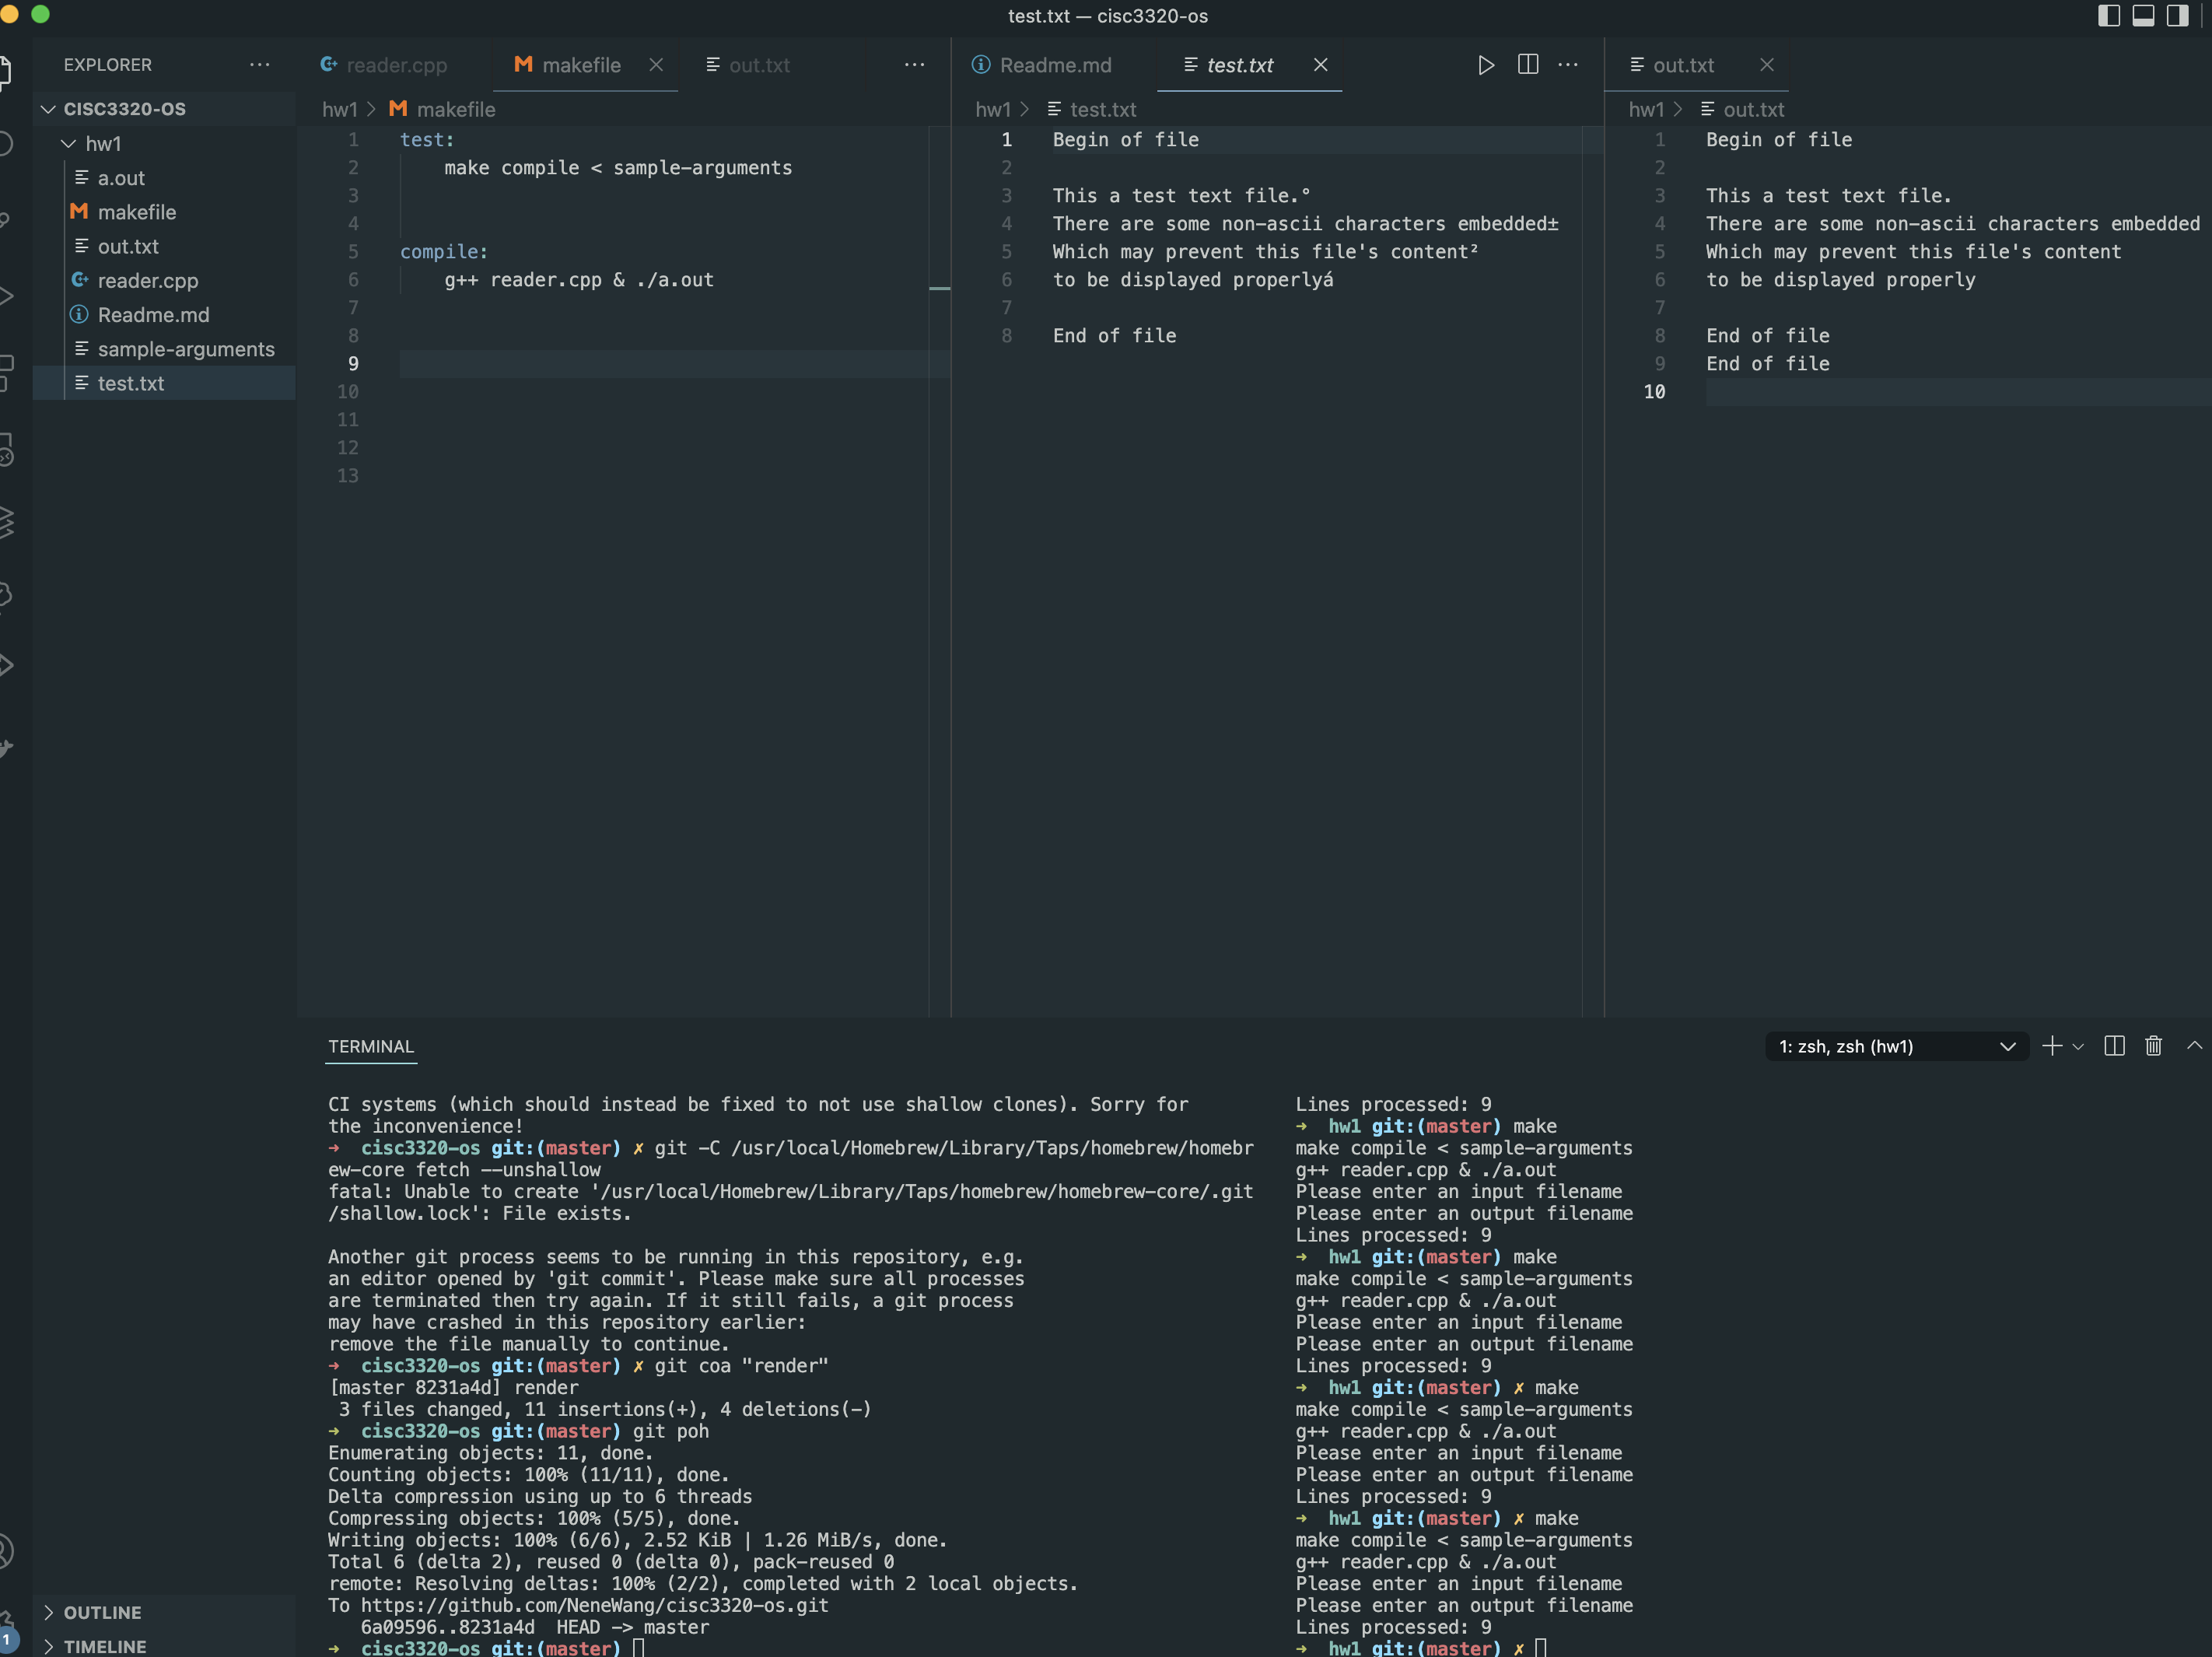 test.txt — cisc3320-os
EXPLORER
CISC3320-OS
hw1
a.out
makefile
out.txt
reader.cpp
Readme.md
sample-arguments
test.txt
OUTLINE
TIMELINE
1
reader.cpp
makefile
out.txt
hw1 > makefile
1 test:
2 make compile < sample-arguments
3
4
5 compile:
6 g++ reader.cpp & ./a.out
7
8
9
10
11
12
13
Readme.md
test.txt
hw1 > test.txt
1 Begin of file
2
3 This a test text file.°
4 There are some non-ascii characters embedded±
5 Which may prevent this file's content²
6 to be displayed properlyá
7
8 End of file
out.txt
hw1 > out.txt
1 Begin of file
2
3 This a test text file.
4 There are some non-ascii characters embedded
5 Which may prevent this file's content
6 to be displayed properly
7
8 End of file
9 End of file
10
TERMINAL
1: zsh, zsh (hw1)
CI systems (which should instead be fixed to not use shallow clones). Sorry for
the inconvenience!
➜ cisc3320-os git:(master) ✗ git -C /usr/local/Homebrew/Library/Taps/homebrew/homebr
ew-core fetch --unshallow
fatal: Unable to create '/usr/local/Homebrew/Library/Taps/homebrew/homebrew-core/.git
/shallow.lock': File exists.
Another git process seems to be running in this repository, e.g.
an editor opened by 'git commit'. Please make sure all processes
are terminated then try again. If it still fails, a git process
may have crashed in this repository earlier:
remove the file manually to continue.
➜ cisc3320-os git:(master) ✗ git coa "render"
[master 8231a4d] render
3 files changed, 11 insertions(+), 4 deletions(-)
➜ cisc3320-os git:(master) git poh
Enumerating objects: 11, done.
Counting objects: 100% (11/11), done.
Delta compression using up to 6 threads
Compressing objects: 100% (5/5), done.
Writing objects: 100% (6/6), 2.52 KiB | 1.26 MiB/s, done.
Total 6 (delta 2), reused 0 (delta 0), pack-reused 0
remote: Resolving deltas: 100% (2/2), completed with 2 local objects.
To https://github.com/NeneWang/cisc3320-os.git
6a09596..8231a4d HEAD -> master
➜ cisc3320-os git:(master)
Lines processed: 9
➜ hw1 git:(master) make
make compile < sample-arguments
g++ reader.cpp & ./a.out
Please enter an input filename
Please enter an output filename
Lines processed: 9
➜ hw1 git:(master) make
make compile < sample-arguments
g++ reader.cpp & ./a.out
Please enter an input filename
Please enter an output filename
Lines processed: 9
➜ hw1 git:(master) ✗ make
make compile < sample-arguments
g++ reader.cpp & ./a.out
Please enter an input filename
Please enter an output filename
Lines processed: 9
➜ hw1 git:(master) ✗ make
make compile < sample-arguments
g++ reader.cpp & ./a.out
Please enter an input filename
Please enter an output filename
Lines processed: 9
➜ hw1 git:(master) ✗